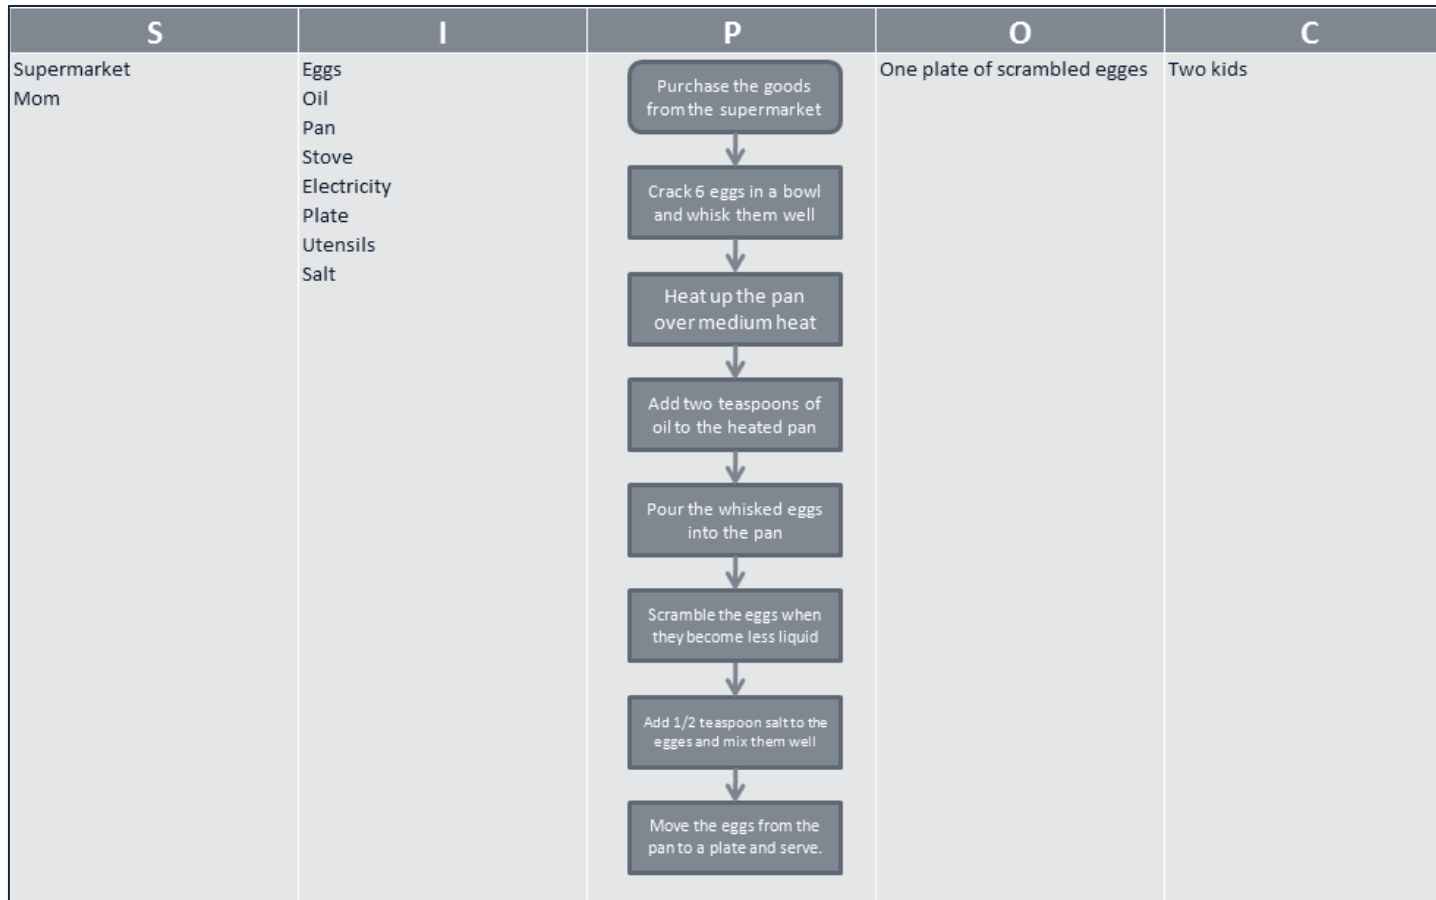 S
I
P
O
C
Supermarket
Mom
Eggs
Oil
Pan
Stove
Electricity
Plate
Utensils
Salt
Purchase the goods
from the supermarket
Crack 6 eggs in a bowl
and whisk them well
Heat up the pan
over medium heat
Add two teaspoons of
oil to the heated pan
Pour the whisked eggs
into the pan
Scramble the eggs when
they become less liquid
Add 1/2 teaspoon salt to the
egges and mix them well
Move the eggs from the
pan to a plate and serve.
One plate of scrambled egges
Two kids